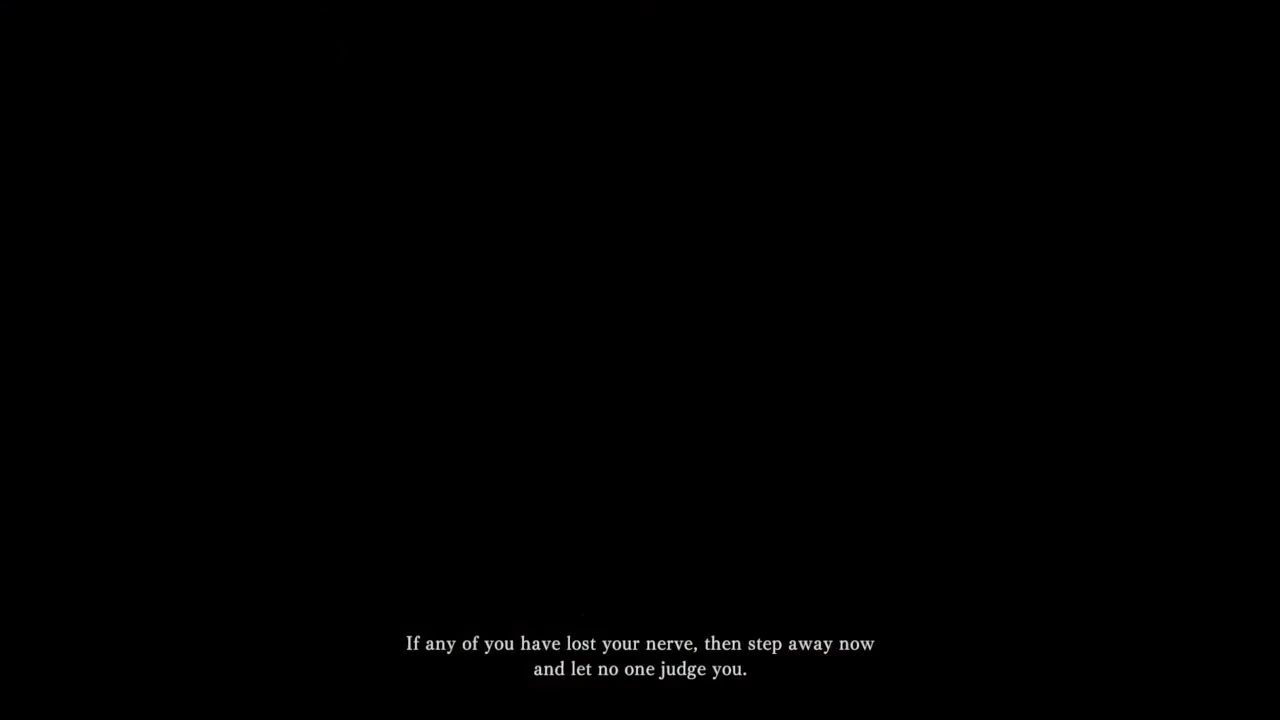 If any of you have lost your nerve, then step away now
and let no one judge you.